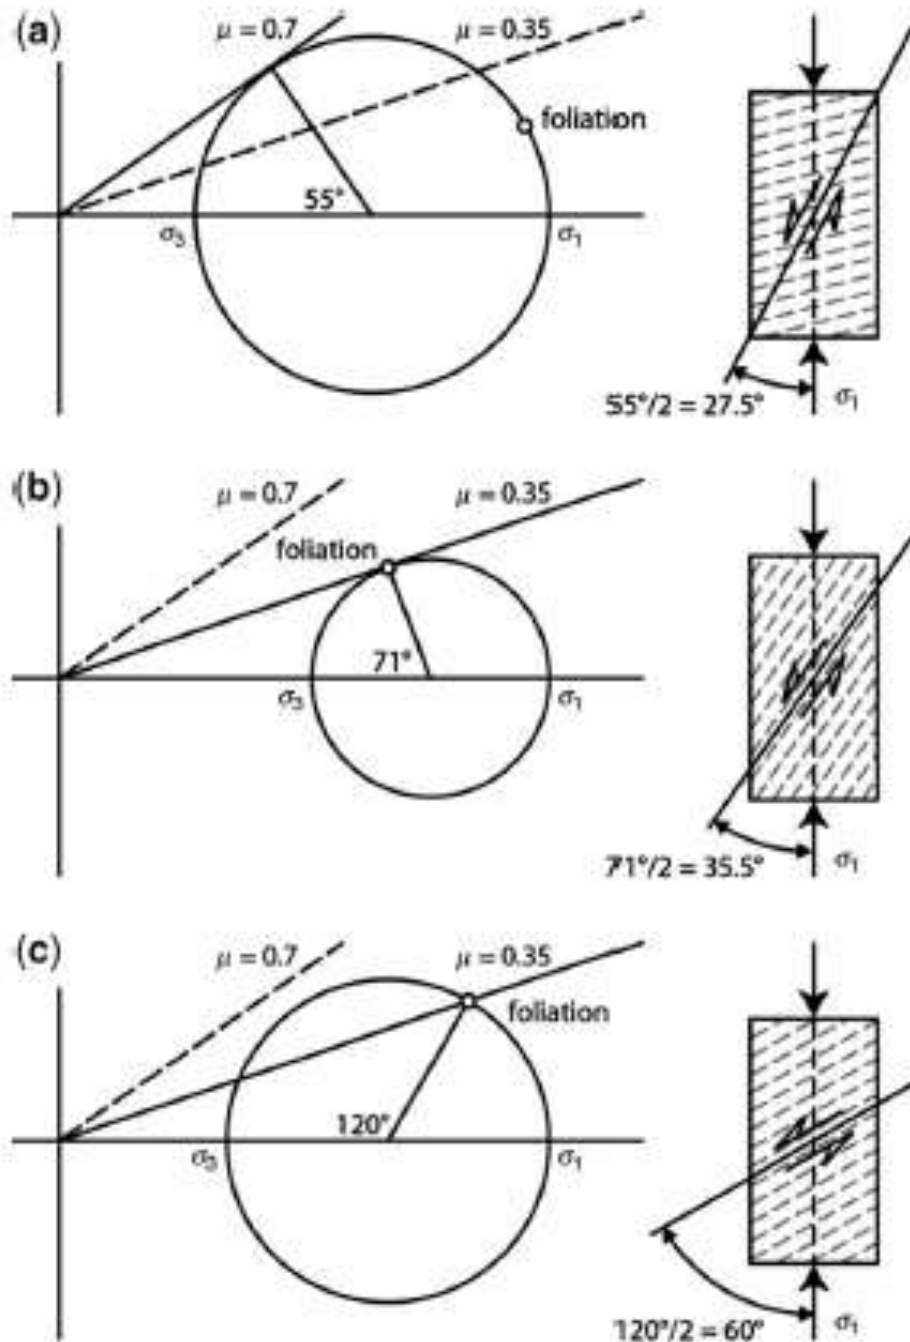 (a)
μ = 0.7
μ = 0.35
foliation
55°
σ3
σ1
55°/2 = 27.5°
σ1
(b)
μ = 0.7
μ = 0.35
foliation
71°
σ3
σ1
71°/2 = 35.5°
σ1
(c)
μ = 0.7
μ = 0.35
foliation
120°
σ3
σ1
120°/2 = 60°
σ1